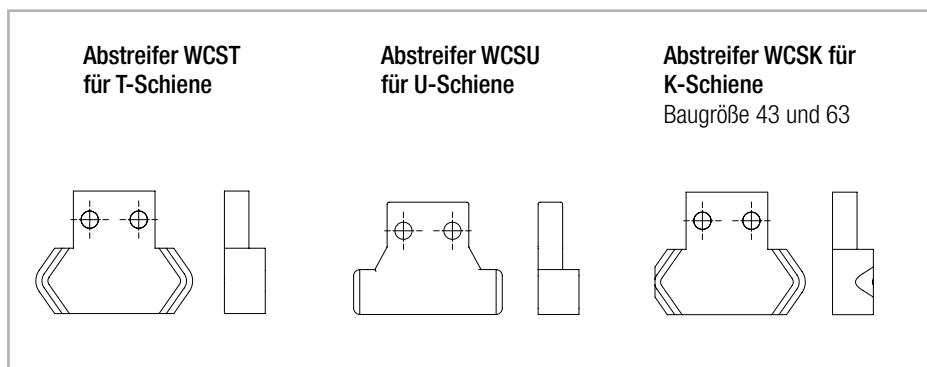 Abstreifer WCST
für T-Schiene
Abstreifer WCSU
für U-Schiene
Abstreifer WCSK für
K-Schiene
Baugröße 43 und 63